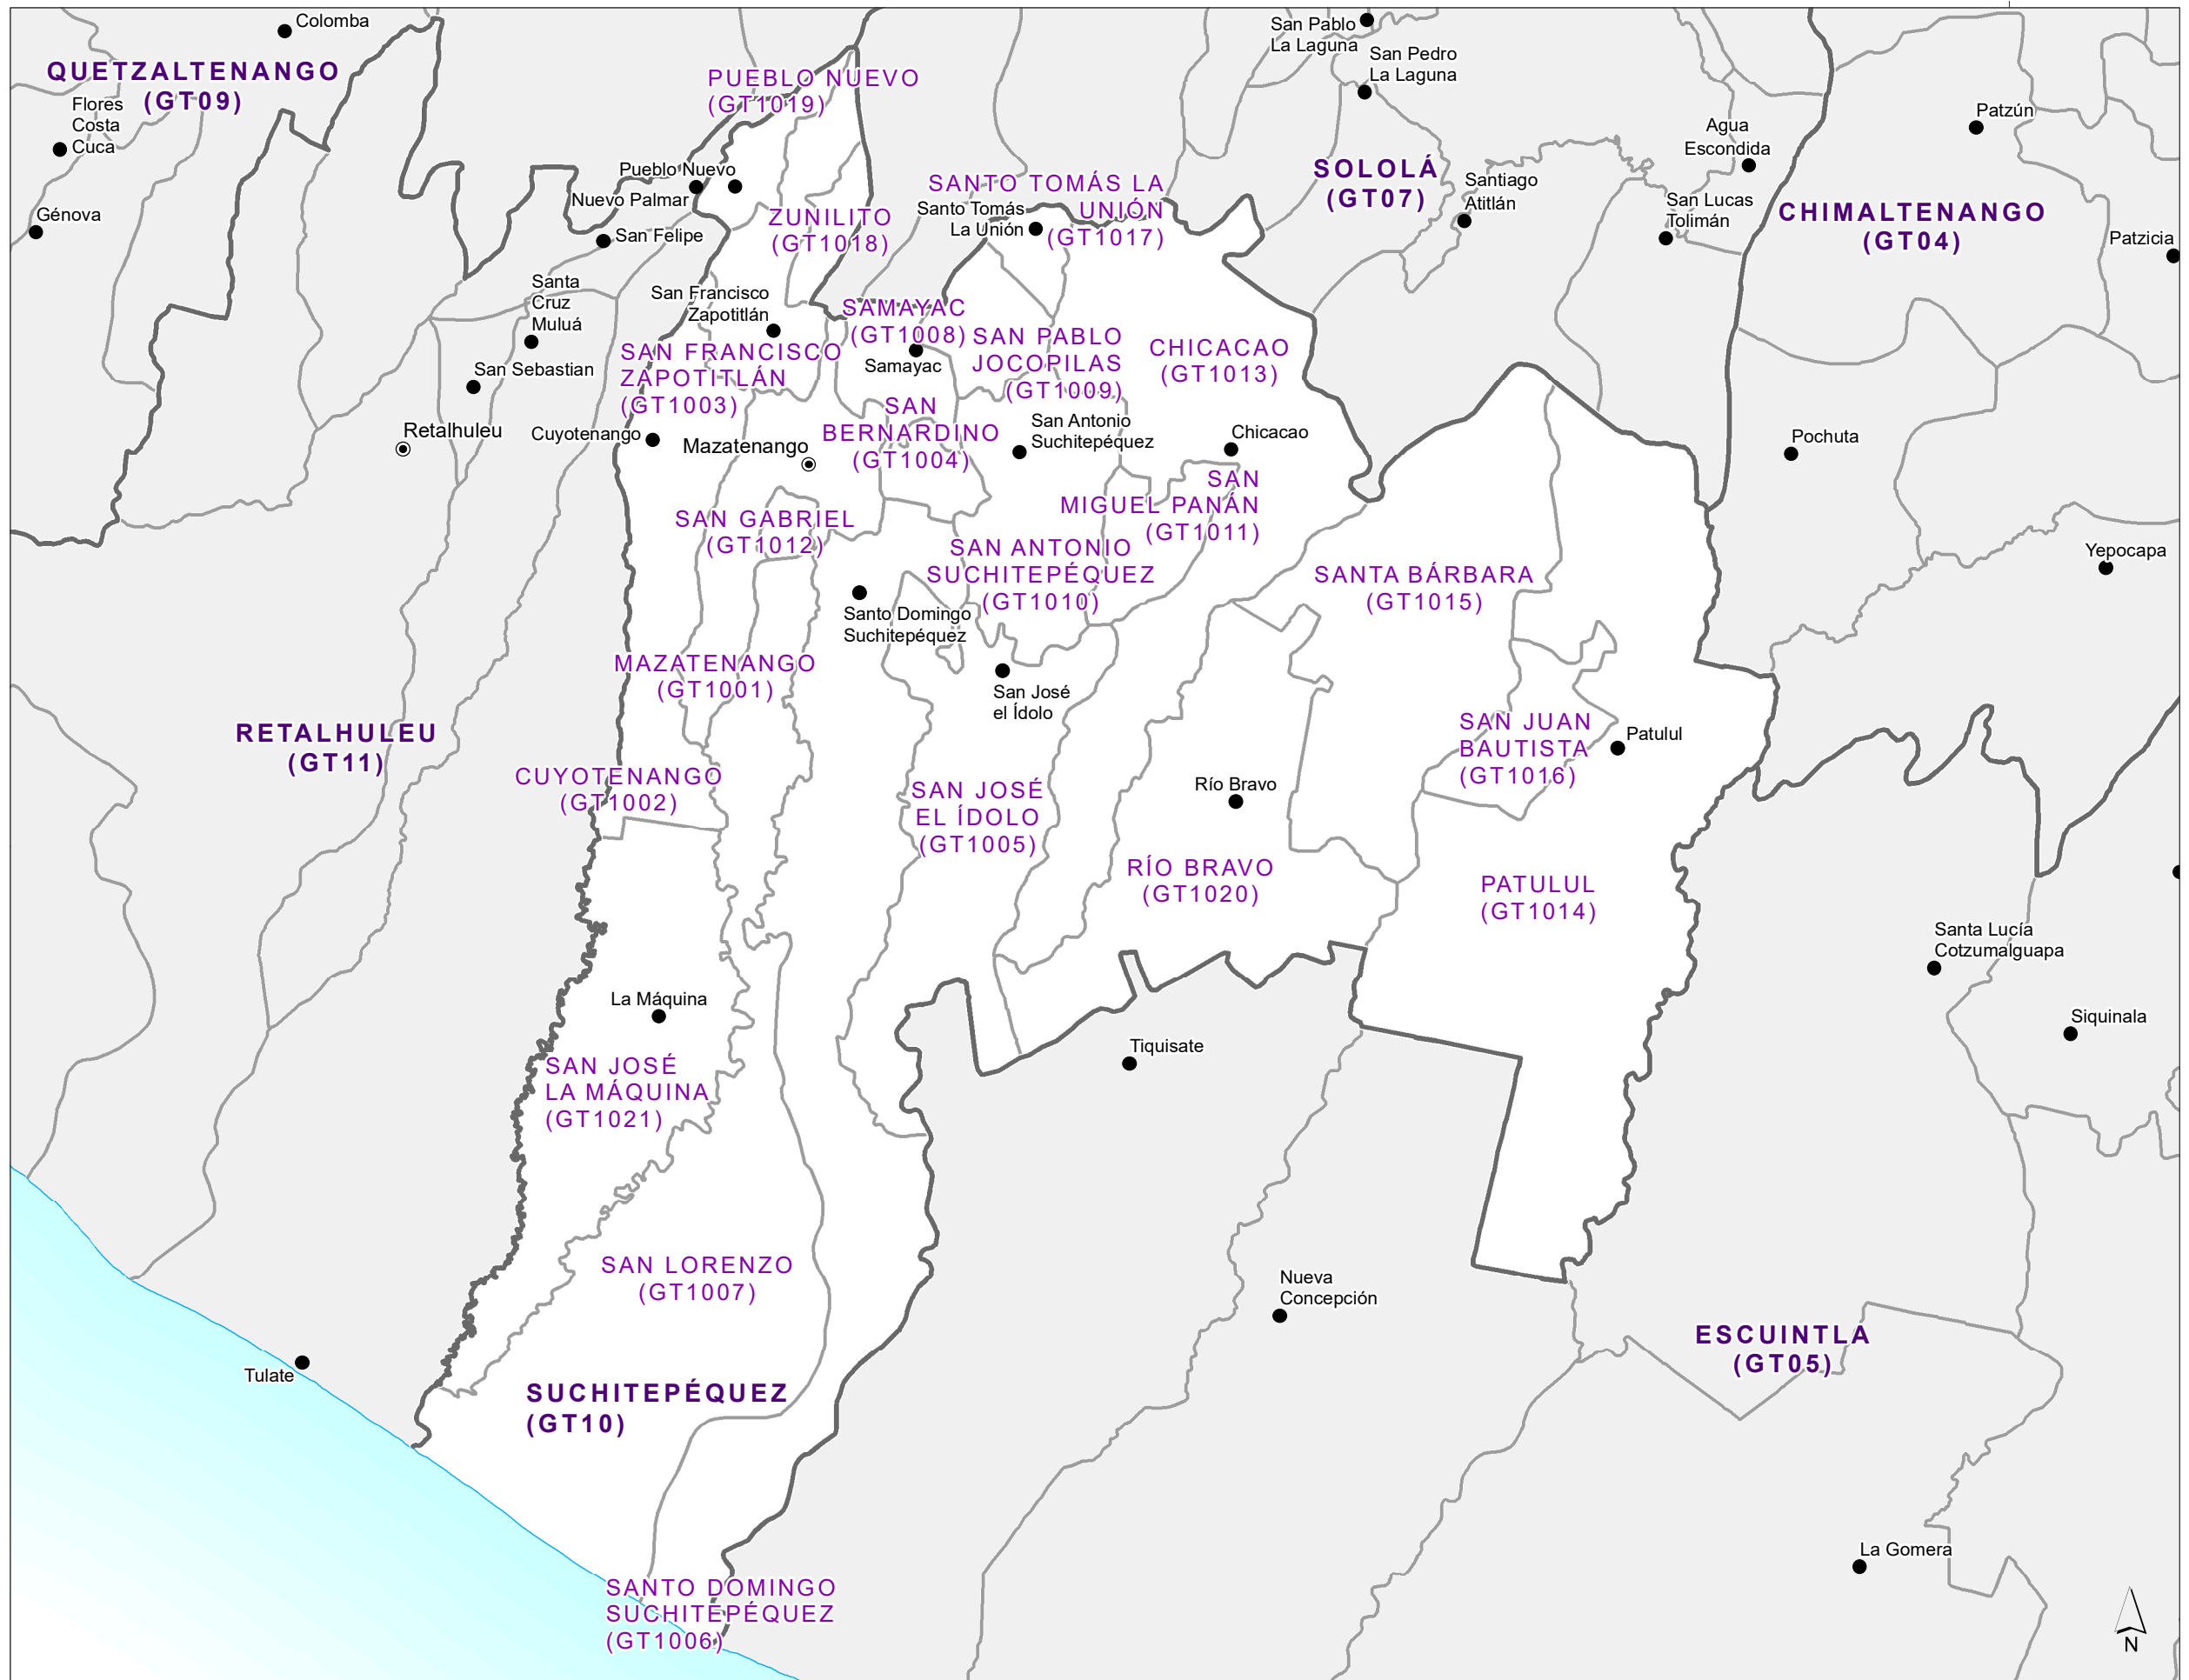 Colomba
QUETZALTENANGO
(GT09)
Flores
Costa
Cuca
Génova
PUEBLO NUEVO
(GT1019)
Pueblo Nuevo
Nuevo Palmar
San Felipe
ZUNILITO
(GT1018)
San Pablo
La Laguna
San Pedro
La Laguna
SOLOLÁ
(GT07)
Santiago
Atitlán
Agua
Escondida
San Lucas
Tolimán
Patzún
CHIMALTENANGO
(GT04)
Patzicia
SANTO TOMÁS LA
UNIÓN
(GT1017)
Santo Tomás
La Unión
Santa
Cruz
Muluá
San Sebastian
Retalhuleu
San Francisco
Zapotitlán
SAN FRANCISCO
ZAPOTITLÁN
(GT1003)
SAMAYAC
(GT1008)
Samayac
SAN PABLO
JOCOPILAS
(GT1009)
CHICACAO
(GT1013)
Cuyotenango
Mazatenango
SAN
BERNARDINO
(GT1004)
San Antonio
Suchitepéquez
Chicacao
Pochuta
SAN GABRIEL
(GT1012)
SAN
MIGUEL PANÁN
(GT1011)
SAN ANTONIO
SUCHITEPÉQUEZ
(GT1010)
SANTA BÁRBARA
(GT1015)
Yepocapa
Santo Domingo
Suchitepéquez
MAZATENANGO
(GT1001)
San José
el Ídolo
RETALHULEU
(GT11)
CUYOTENANGO
(GT1002)
SAN JOSÉ
EL ÍDOLO
(GT1005)
Río Bravo
RÍO BRAVO
(GT1020)
SAN JUAN
BAUTISTA
(GT1016)
Patulul
PATULUL
(GT1014)
Santa Lucía
Cotzumalguapa
Siquinala
La Máquina
SAN JOSÉ
LA MÁQUINA
(GT1021)
Tiquisate
SAN LORENZO
(GT1007)
Nueva
Concepción
ESCUINTLA
(GT05)
Tulate
SUCHITEPÉQUEZ
(GT10)
La Gomera
SANTO DOMINGO
SUCHITEPÉQUEZ
(GT1006)
N